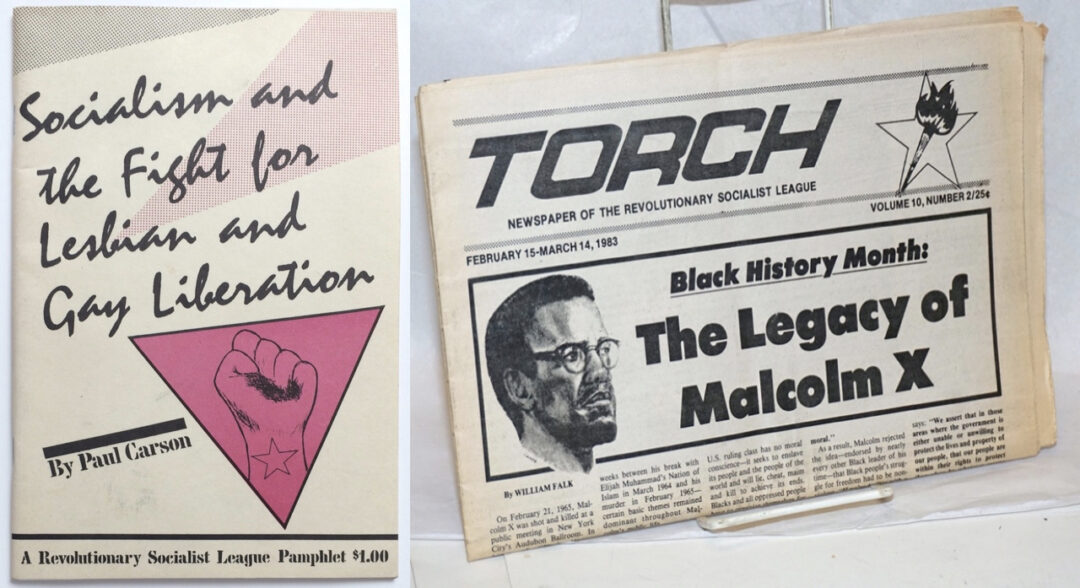 Socialism and
the Fight for
Lesbian and
Gay Liberation
By Paul Carson
A Revolutionary Socialist League Pamphlet $1.00
TORCH
NEWSPAPER OF THE REVOLUTIONARY SOCIALIST LEAGUE
VOLUME 10, NUMBER 2/25¢
FEBRUARY 15-MARCH 14, 1983
Black History Month:
The Legacy of
Malcolm X
By WILLIAM FALK
On February 21, 1965, Mal-
colm X was shot and killed at a
public meeting in New York
City's Audubon Ballroom. In
weeks between his break with
Elijah Muhammad's Nation of
Islam in March 1964 and his
murder in February 1965—
certain basic themes remained
dominant throughout Mal-
U.S. ruling class has no moral
conscience—it seeks to enslave
its people and the people of the
world and will lie, cheat, maim
and kill to achieve its ends.
Blacks and all oppressed people
moral."
As a result, Malcolm rejected
the idea—endorsed by nearly
every other Black leader of his
time—that Black people's strug-
gle for freedom had to be non-
says: "We assert that in those
areas where the government is
either unable or unwilling to
protect the lives and property of
our people, that our people are
within their rights to protect